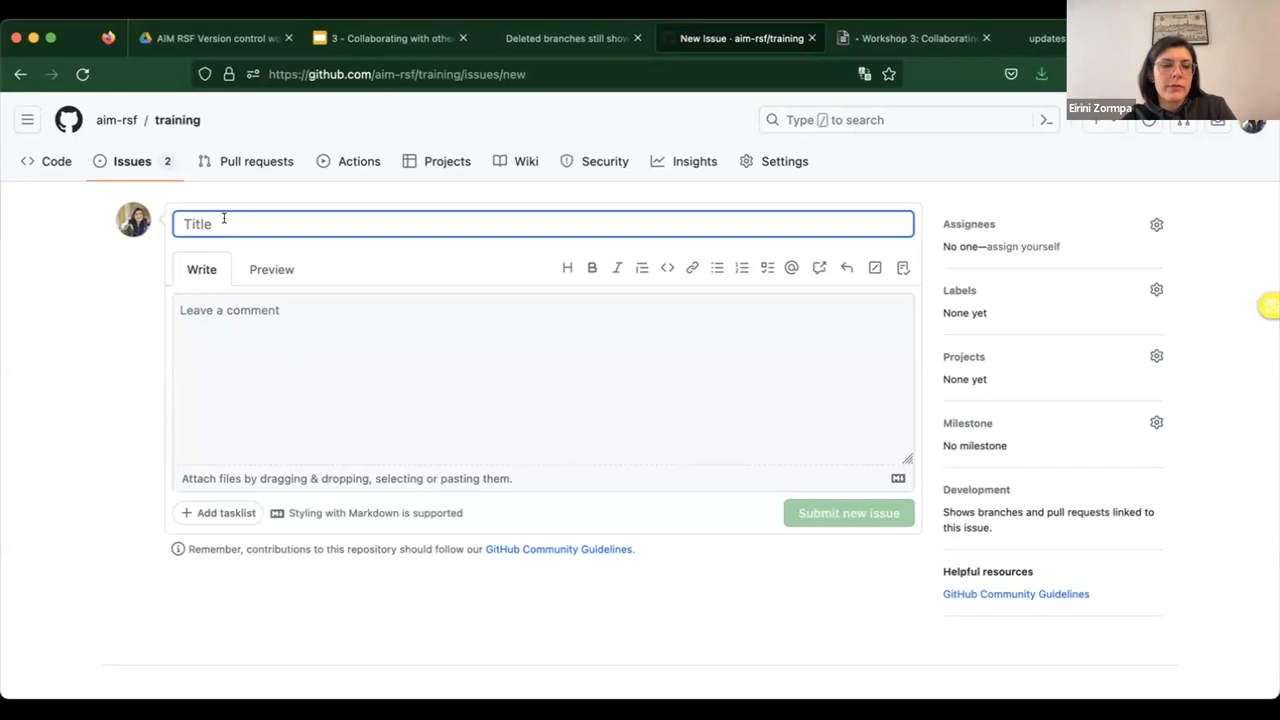 AIM RSF Version control wo
3 - Collaborating with othe
Deleted branches still show
New Issue · aim-rsf/training
- Workshop 3: Collaboratin
updates
https://github.com/aim-rsf/training/issues/new
Eirini Zormpa
aim-rsf / training
Type / to search
Code
Issues 2
Pull requests
Actions
Projects
Wiki
Security
Insights
Settings
Title
Write
Preview
H B I
Leave a comment
Attach files by dragging & dropping, selecting or pasting them.
Add tasklist
Styling with Markdown is supported
Submit new issue
Remember, contributions to this repository should follow our GitHub Community Guidelines.
Assignees
No one—assign yourself
Labels
None yet
Projects
None yet
Milestone
No milestone
Development
Shows branches and pull requests linked to
this issue.
Helpful resources
GitHub Community Guidelines